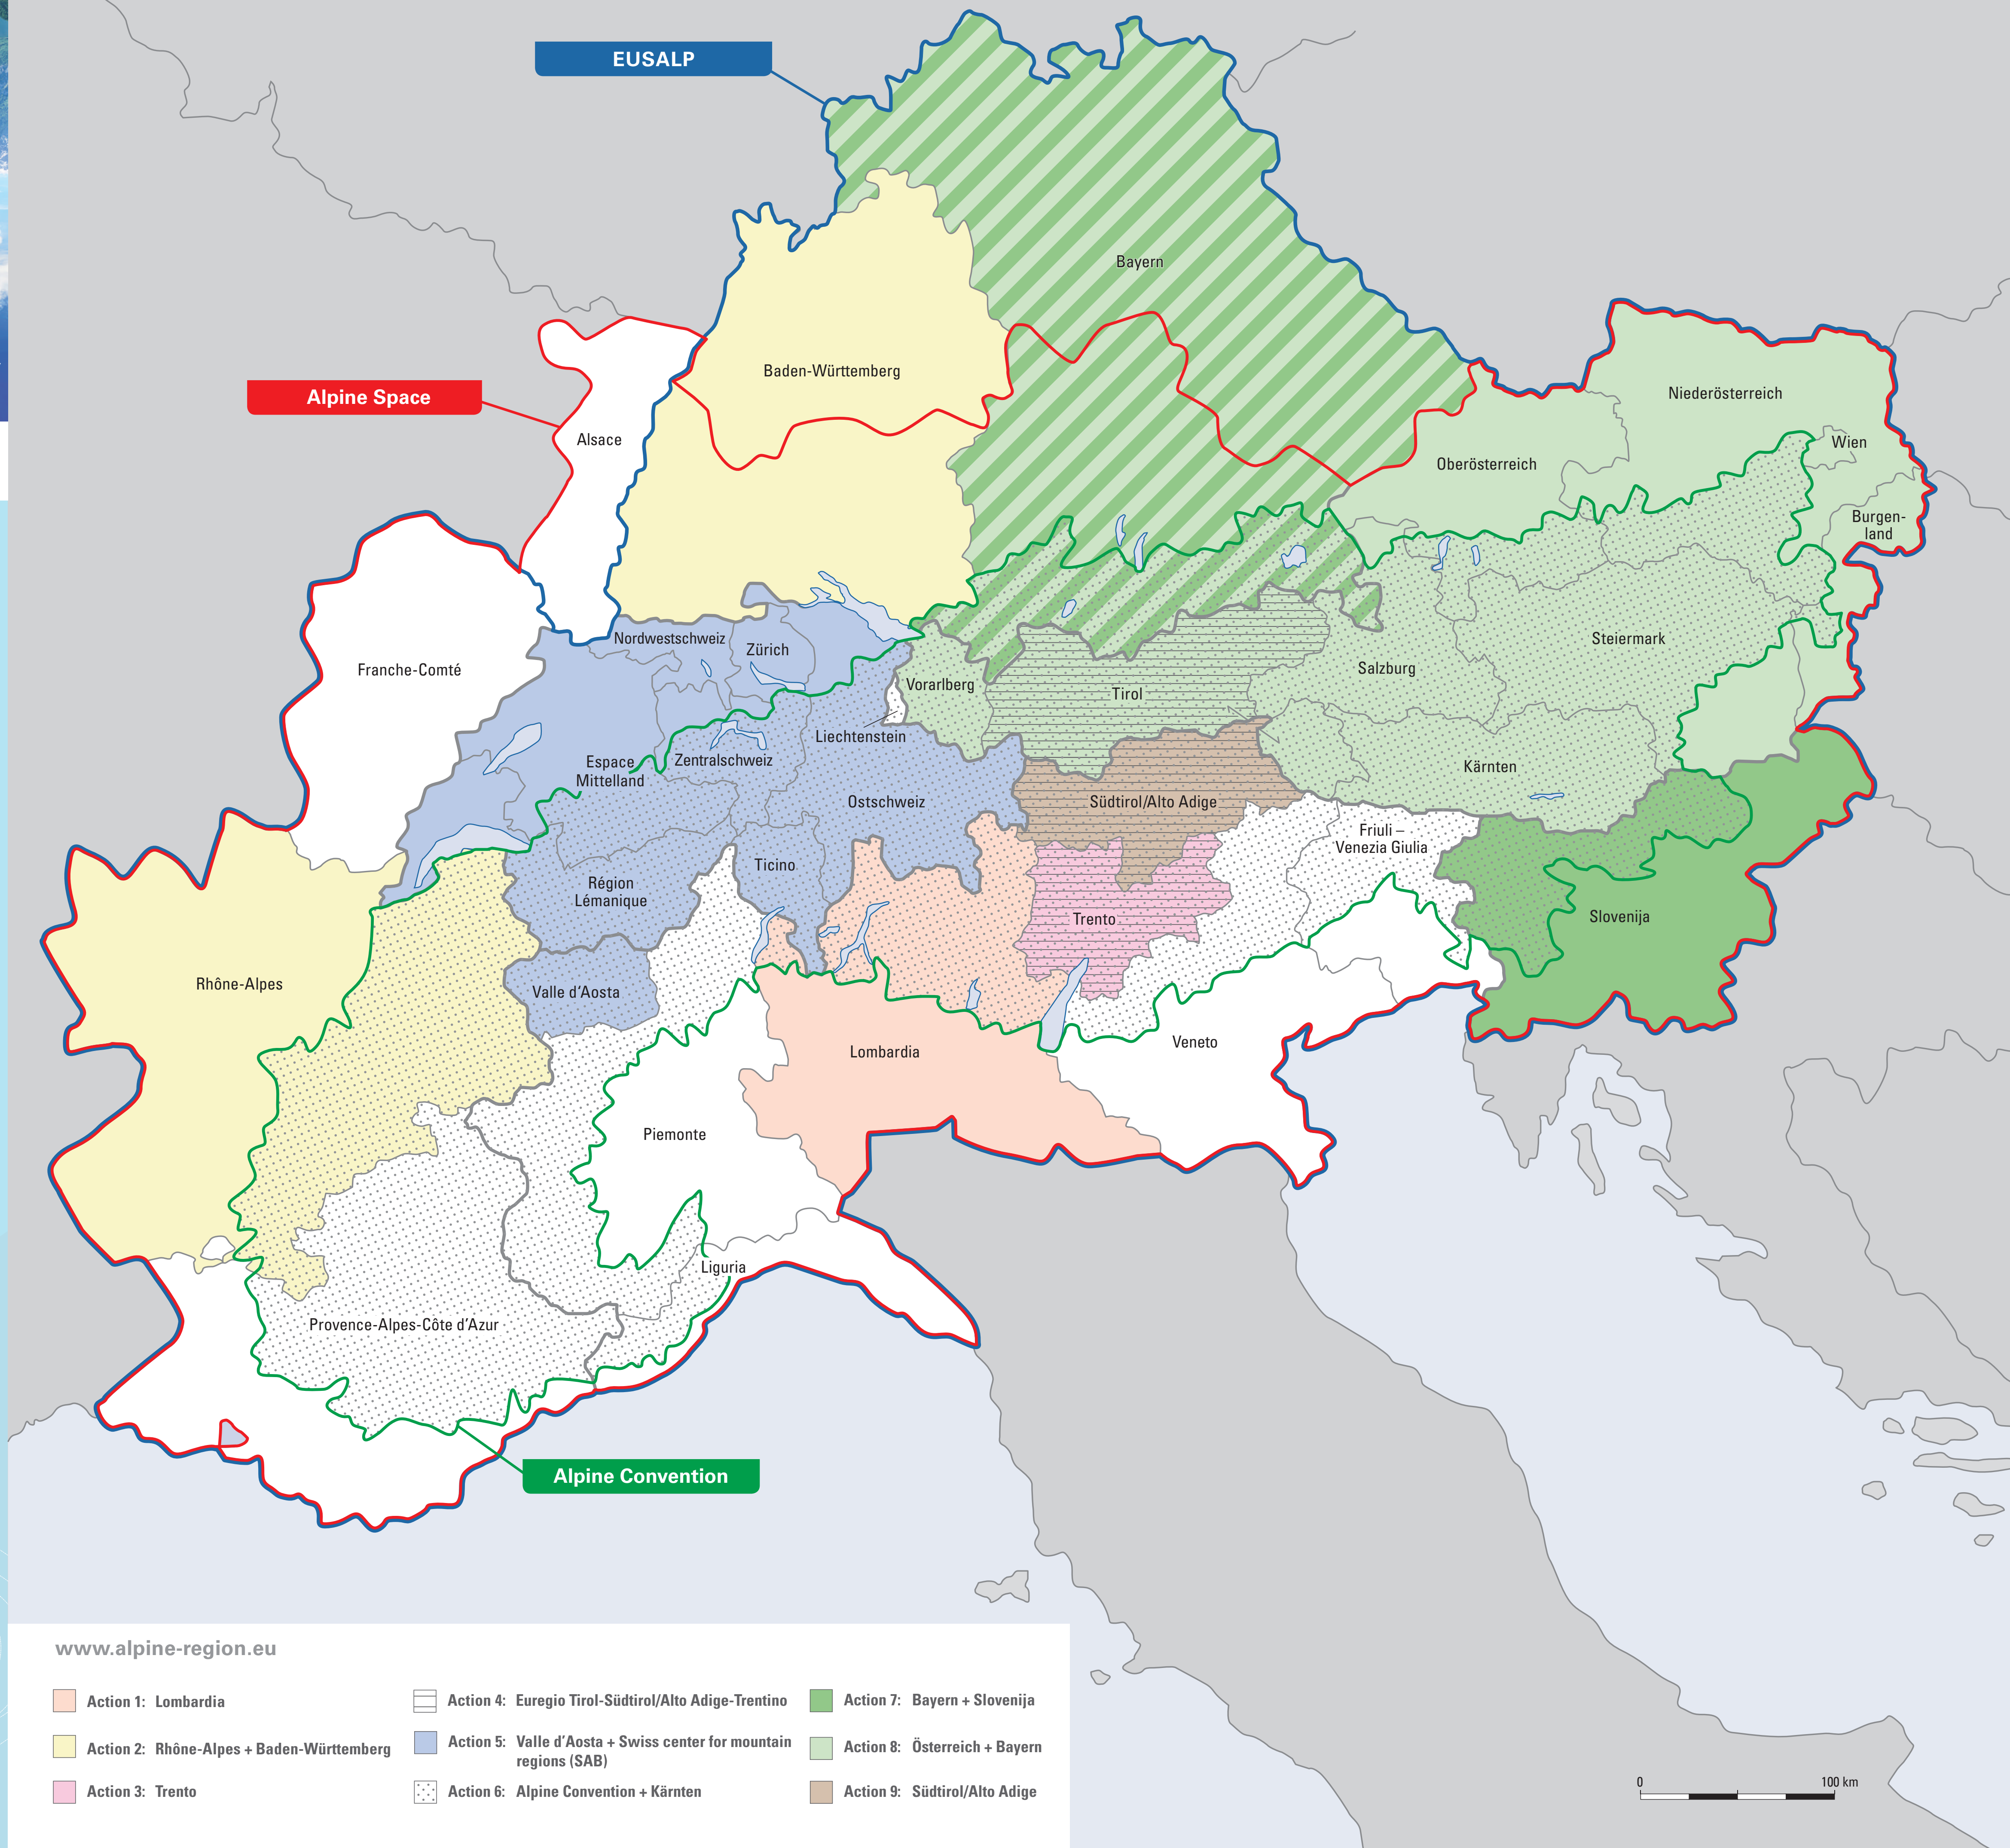 EUSALP
Bayern
Baden-Württemberg
Alpine Space
Alsace
Niederösterreich
Wien
Oberösterreich
Burgen-
land
Franche-Comté
Nordwestschweiz
Zürich
Steiermark
Salzburg
Vorarlberg
Tirol
Liechtenstein
Zentralschweiz
Espace
Mittelland
Kärnten
Ostschweiz
Südtirol/Alto Adige
Friuli –
Venezia Giulia
Ticino
Région
Lémanique
Trento
Slovenija
Rhône-Alpes
Valle d‘Aosta
Lombardia
Veneto
Piemonte
Liguria
Provence-Alpes-Côte d‘Azur
Alpine Convention
www.alpine-region.eu
Action 1: Lombardia
Action 2: Rhône-Alpes + Baden-Württemberg
Action 3: Trento
Action 4: Euregio Tirol-Südtirol/Alto Adige-Trentino
Action 5: Valle d‘Aosta + Swiss center for mountain
regions (SAB)
Action 6: Alpine Convention + Kärnten
Action 7: Bayern + Slovenija
Action 8: Österreich + Bayern
Action 9: Südtirol/Alto Adige
0 100 km